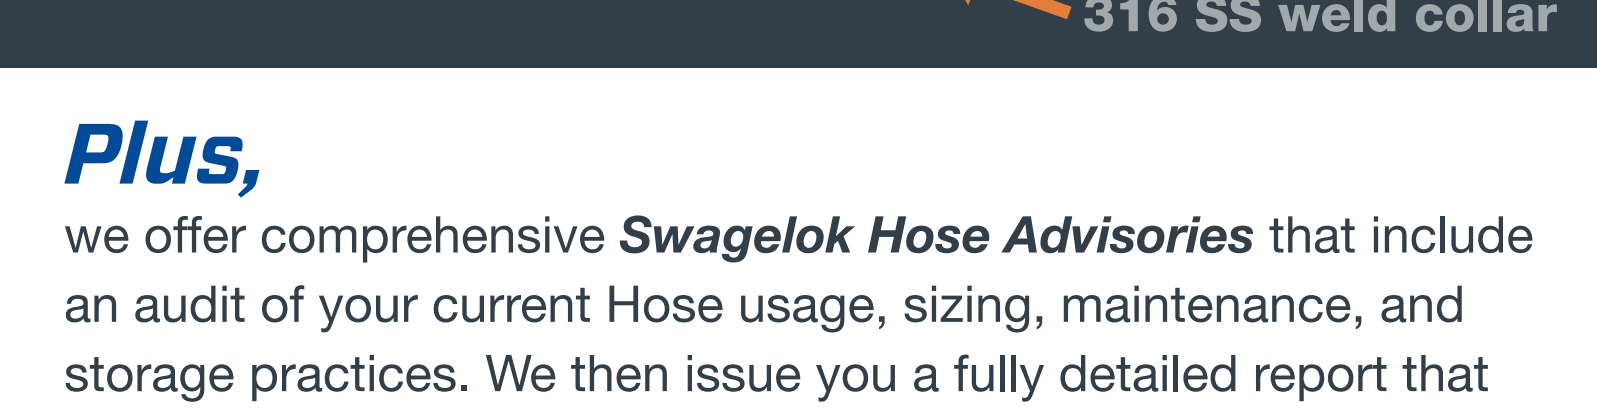 316 SS weld collar
Plus,
we offer comprehensive Swagelok Hose Advisories that include
an audit of your current Hose usage, sizing, maintenance, and
storage practices. We then issue you a fully detailed report that